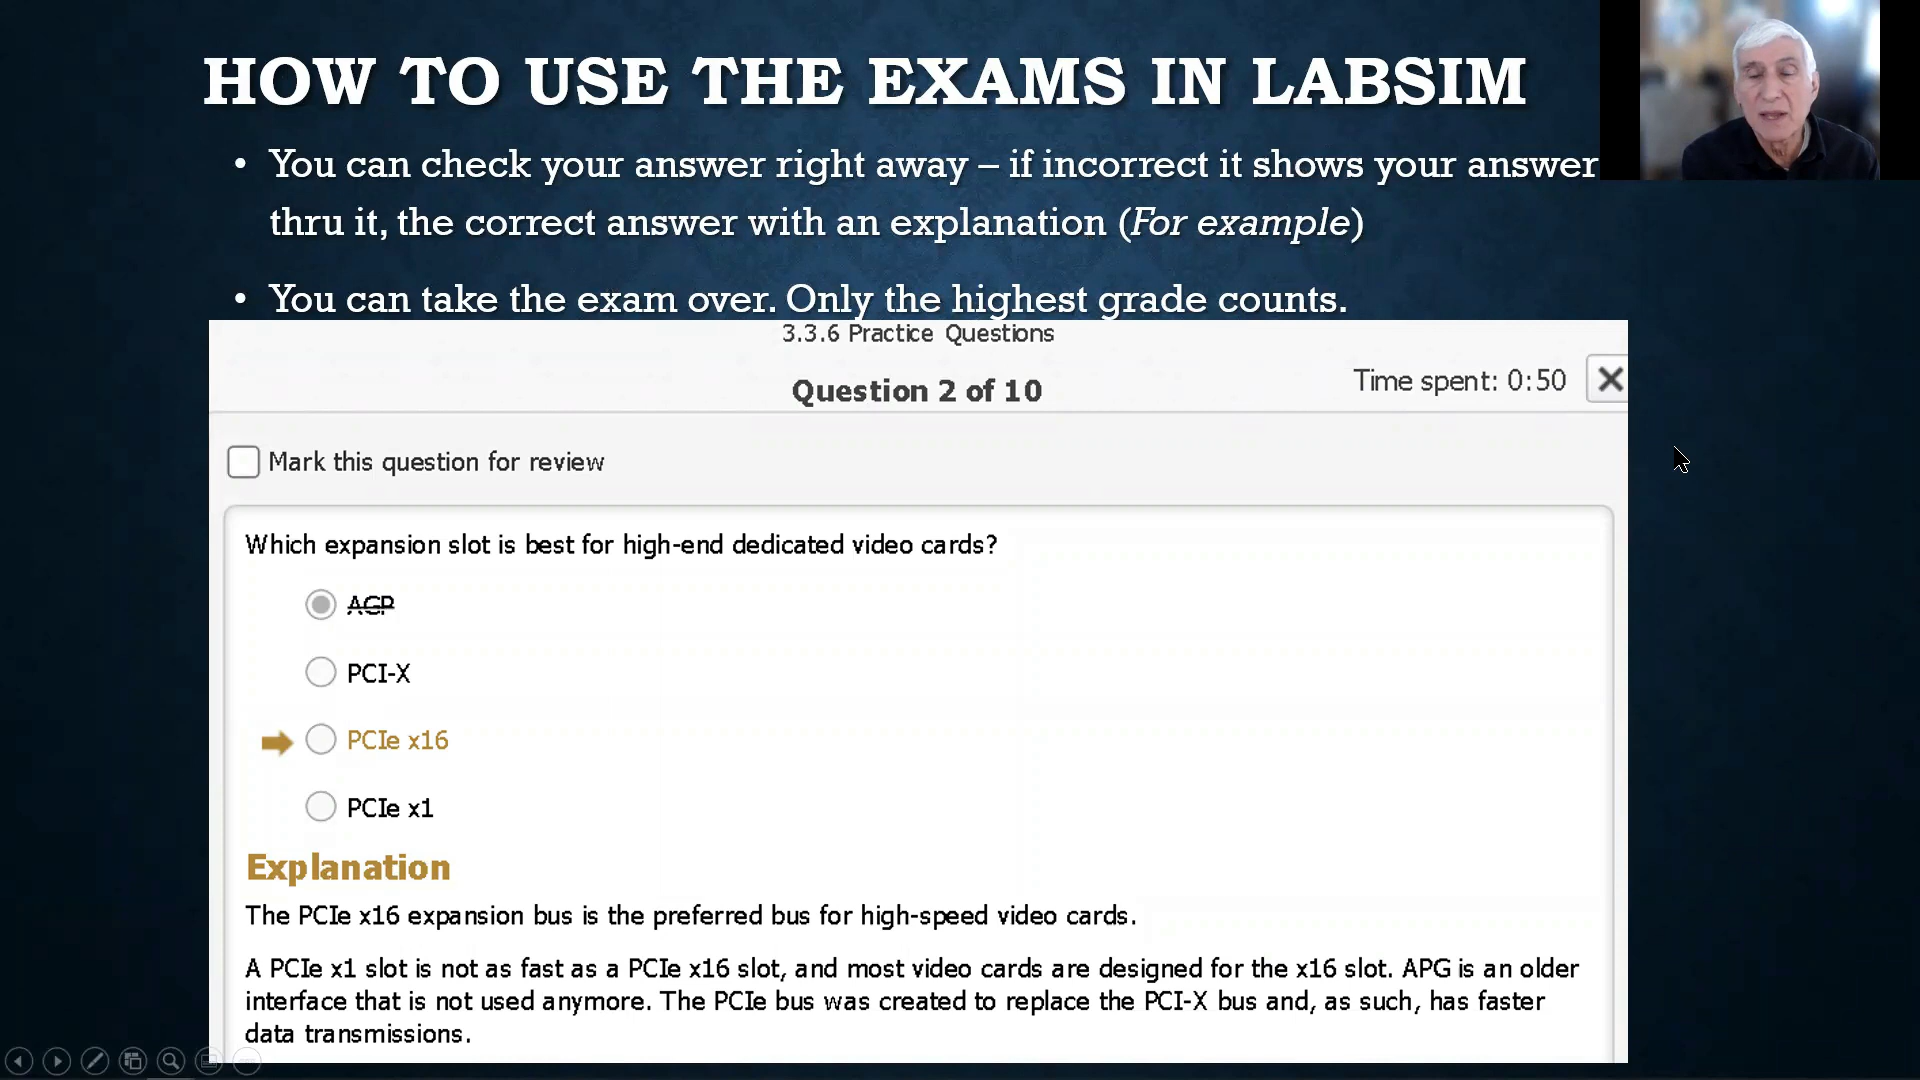 HOW TO USE THE EXAMS IN LABSIM
• You can check your answer right away – if incorrect it shows your answer
thru it, the correct answer with an explanation (For example)
• You can take the exam over. Only the highest grade counts.
3.3.6 Practice Questions
Question 2 of 10
Time spent: 0:50
Mark this question for review
Which expansion slot is best for high-end dedicated video cards?
AGP
PCI-X
PCIe x16
PCIe x1
Explanation
The PCIe x16 expansion bus is the preferred bus for high-speed video cards.
A PCIe x1 slot is not as fast as a PCIe x16 slot, and most video cards are designed for the x16 slot. APG is an older
interface that is not used anymore. The PCIe bus was created to replace the PCI-X bus and, as such, has faster
data transmissions.